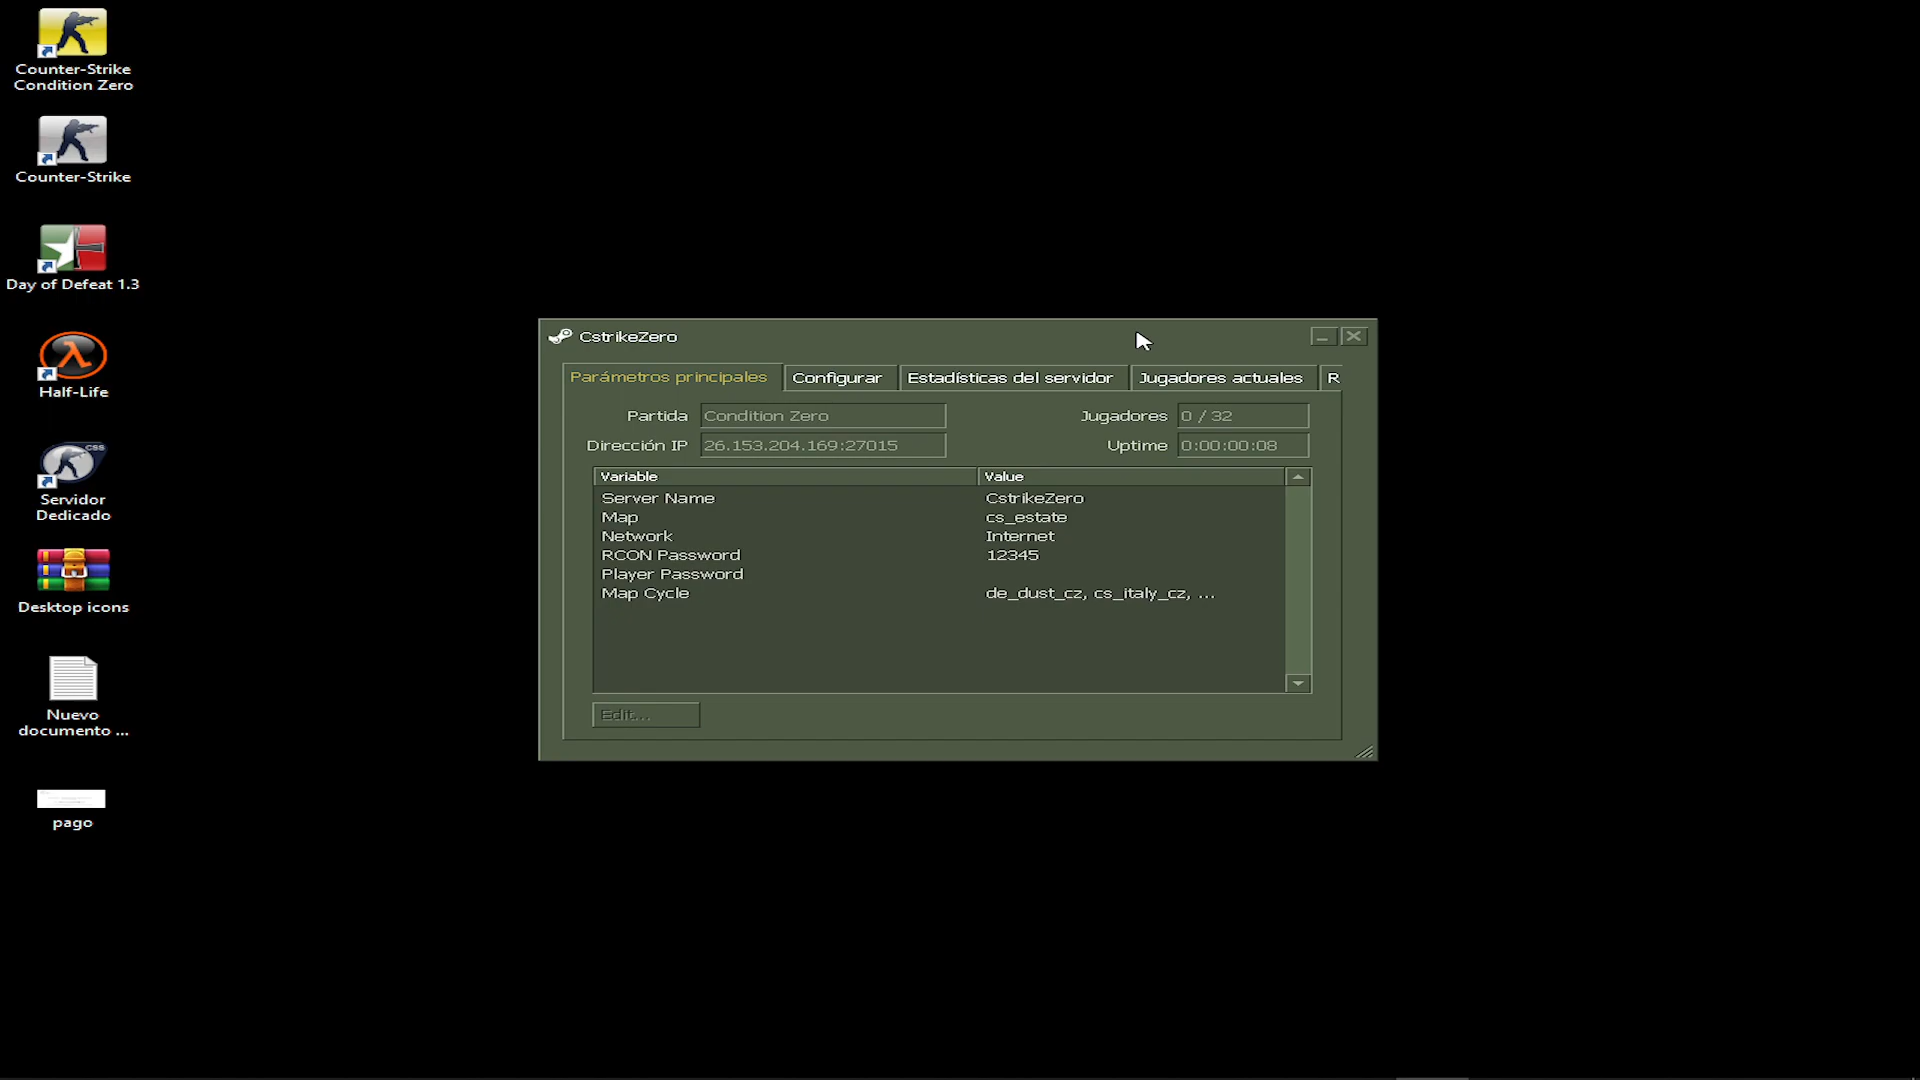 Counter-Strike
Condition Zero
Counter-Strike
Day of Defeat 1.3
Half-Life
CSS
Servidor
Dedicado
Desktop icons
Nuevo
documento ...
pago
CstrikeZero
Parámetros principales
Configurar
Estadísticas del servidor
Jugadores actuales
R
Partida
Condition Zero
Jugadores
0 / 32
Dirección IP
26.153.204.169:27015
Uptime
0:00:00:08
Variable Value
Server Name CstrikeZero
Map cs_estate
Network Internet
RCON Password 12345
Player Password
Map Cycle de_dust_cz, cs_italy_cz, ...
Edit...